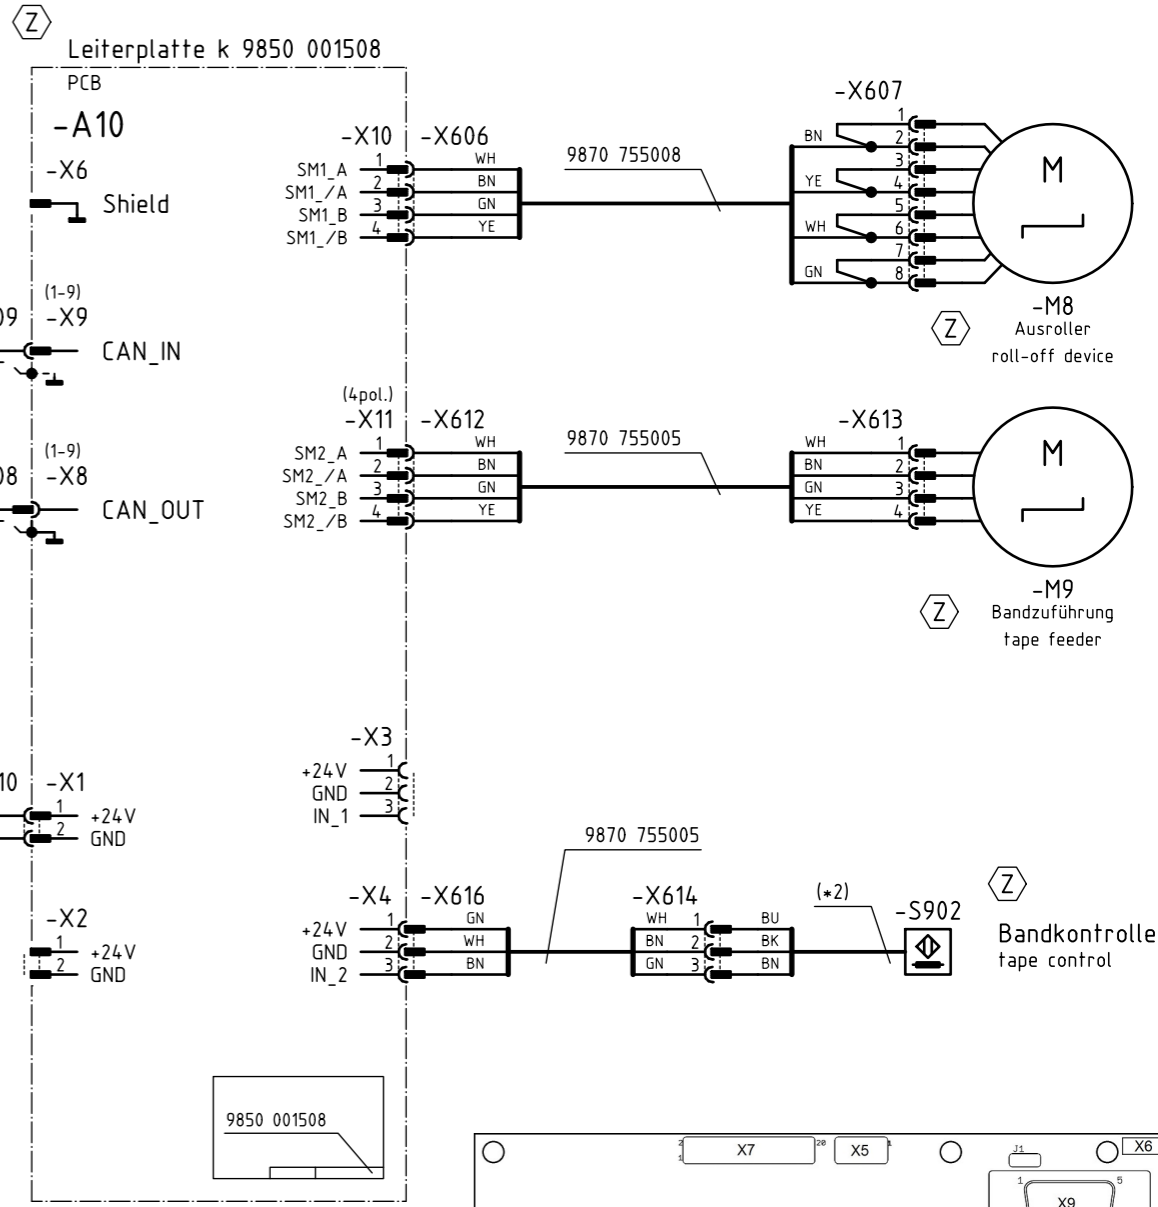 Z
Leiterplatte k 9850 001508
PCB
-A10
-X6
Shield
(1-9)
09 -X9
CAN_IN
(1-9)
08 -X8
CAN_OUT
10 -X1
1 +24V
2 GND
-X2
1 +24V
2 GND
-X10 -X606
SM1_A 1 WH
SM1_/A 2 BN
SM1_B 3 GN
SM1_/B 4 YE
9870 755008
-X607
1
BN 2
3
YE 4
5
WH 6
7
GN 8
M
-M8
Z
Ausroller
roll-off device
(4pol.)
-X11 -X612
SM2_A 1 WH
SM2_/A 2 BN
SM2_B 3 GN
SM2_/B 4 YE
9870 755005
-X613
WH 1
BN 2
GN 3
YE 4
M
-M9
Z
Bandzuführung
tape feeder
-X3
+24V 1
GND 2
IN_1 3
9870 755005
-X4 -X616
+24V 1 GN
GND 2 WH
IN_2 3 BN
-X614
WH 1 BU
BN 2 BK
GN 3 BN
(*2)
-S902
Z
Bandkontrolle
tape control
9850 001508
2 X7 20 X5 1 J1 X6
1
1 5
X9